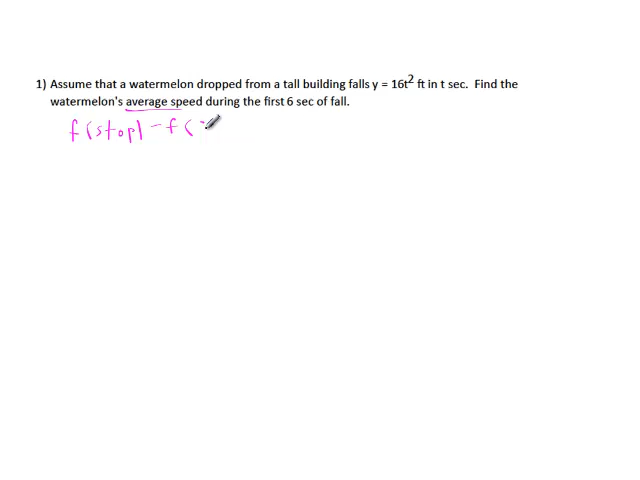 1) Assume that a watermelon dropped from a tall building falls y = 16t² ft in t sec. Find the
watermelon's average speed during the first 6 sec of fall.
f(stop) - f(